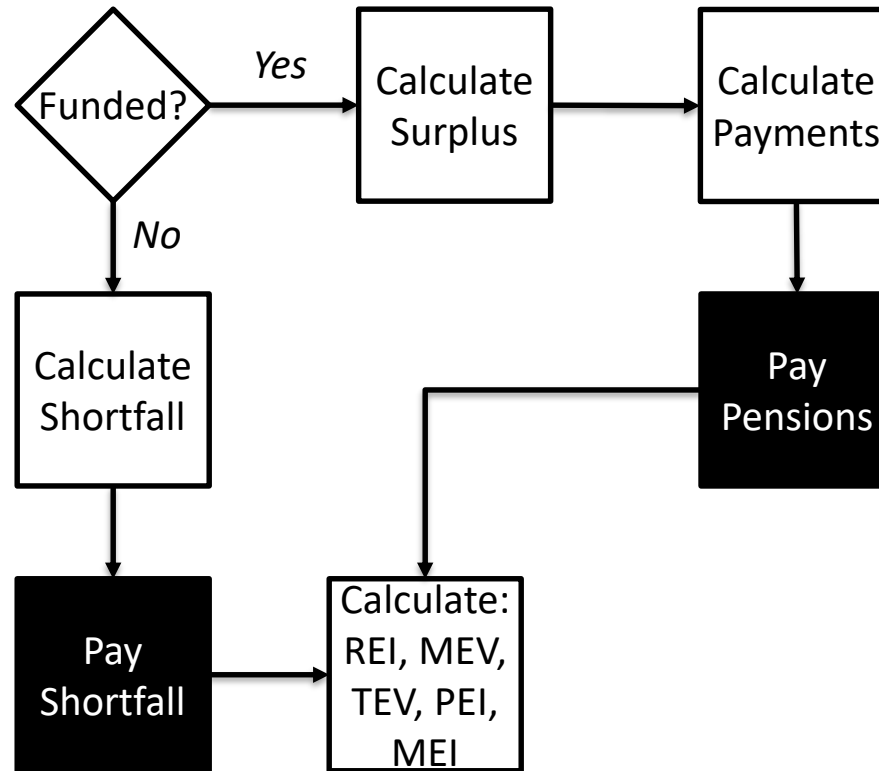 Funded?
Yes
Calculate
Surplus
Calculate
Payments
No
Calculate
Shortfall
Pay
Pensions
Pay
Shortfall
Calculate:
REI, MEV,
TEV, PEI,
MEI